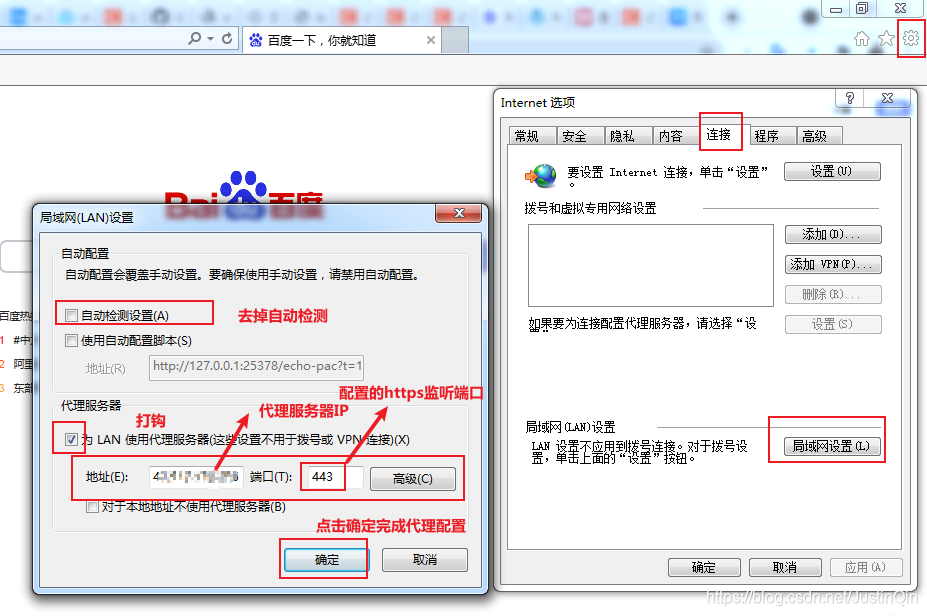 百度一下，你就知道
Internet 选项
常规
安全
隐私
内容
连接
程序
高级
要设置 Internet 连接，单击“设置”
。
设置(U)
拨号和虚拟专用网络设置
添加(D)...
添加 VPN(P)...
删除(R)...
如果要为连接配置代理服务器，请选择“设
设置(S)
局域网(LAN)设置
LAN 设置不应用到拨号连接。对于拨号设
置，单击上面的“设置”按钮。
局域网设置(L)
确定
取消
应用(A)
Bai 百度
百度热
1 #中
2 阿里
3 东部
局域网(LAN)设置
自动配置
自动配置会覆盖手动设置。要确保使用手动设置，请禁用自动配置。
自动检测设置(A)
去掉自动检测
使用自动配置脚本(S)
地址(R)
http://127.0.0.1:25378/echo-pac?t=1
配置的https监听端口
代理服务器
打钩
代理服务器IP
为 LAN 使用代理服务器(这些设置不用于拨号或 VPN 连接)(X)
地址(E):
端口(T):
443
高级(C)
对于本地地址不使用代理服务器(B)
点击确定完成代理配置
确定
取消
https://blog.csdn.net/JustinQin